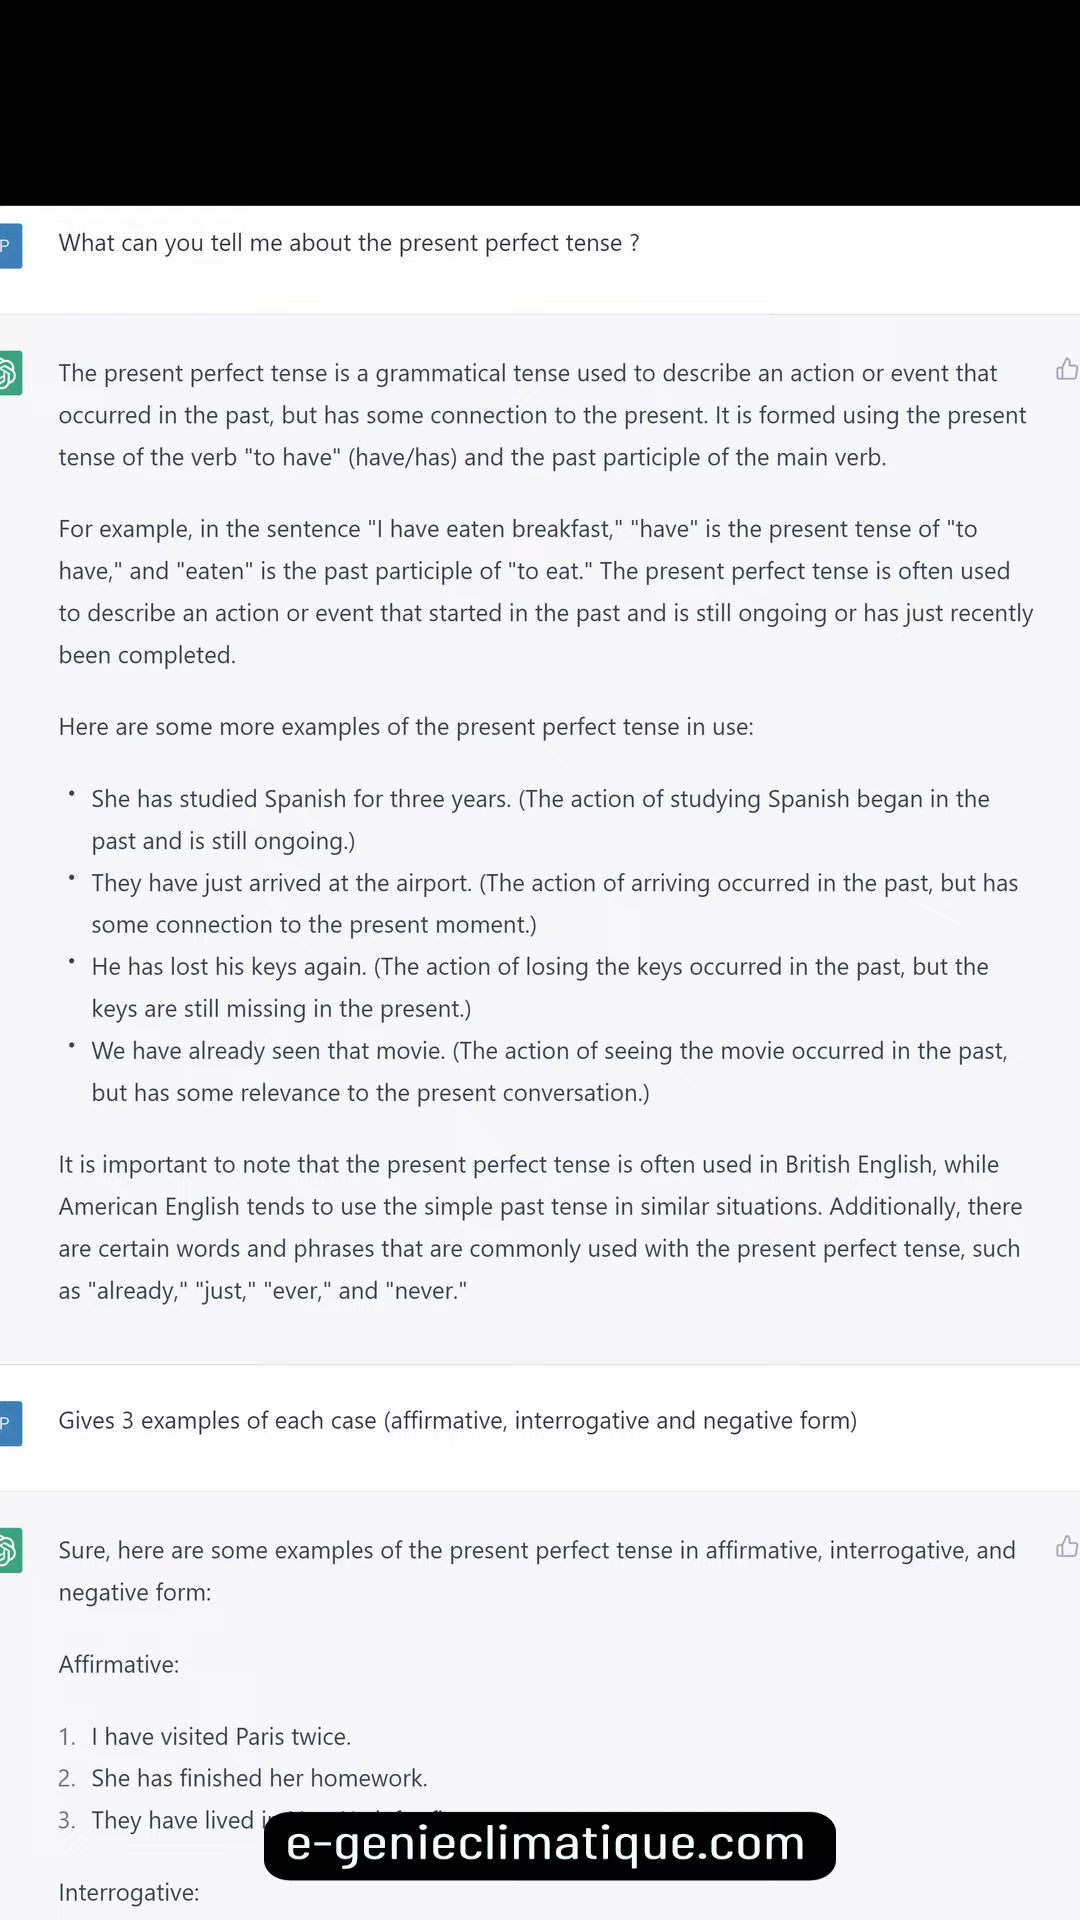 P
What can you tell me about the present perfect tense ?
The present perfect tense is a grammatical tense used to describe an action or event that
occurred in the past, but has some connection to the present. It is formed using the present
tense of the verb "to have" (have/has) and the past participle of the main verb.
For example, in the sentence "I have eaten breakfast," "have" is the present tense of "to
have," and "eaten" is the past participle of "to eat." The present perfect tense is often used
to describe an action or event that started in the past and is still ongoing or has just recently
been completed.
Here are some more examples of the present perfect tense in use:
• She has studied Spanish for three years. (The action of studying Spanish began in the
past and is still ongoing.)
• They have just arrived at the airport. (The action of arriving occurred in the past, but has
some connection to the present moment.)
• He has lost his keys again. (The action of losing the keys occurred in the past, but the
keys are still missing in the present.)
• We have already seen that movie. (The action of seeing the movie occurred in the past,
but has some relevance to the present conversation.)
It is important to note that the present perfect tense is often used in British English, while
American English tends to use the simple past tense in similar situations. Additionally, there
are certain words and phrases that are commonly used with the present perfect tense, such
as "already," "just," "ever," and "never."
P
Gives 3 examples of each case (affirmative, interrogative and negative form)
Sure, here are some examples of the present perfect tense in affirmative, interrogative, and
negative form:
Affirmative:
1. I have visited Paris twice.
2. She has finished her homework.
3. They have lived
e-genieclimatique.com
Interrogative: